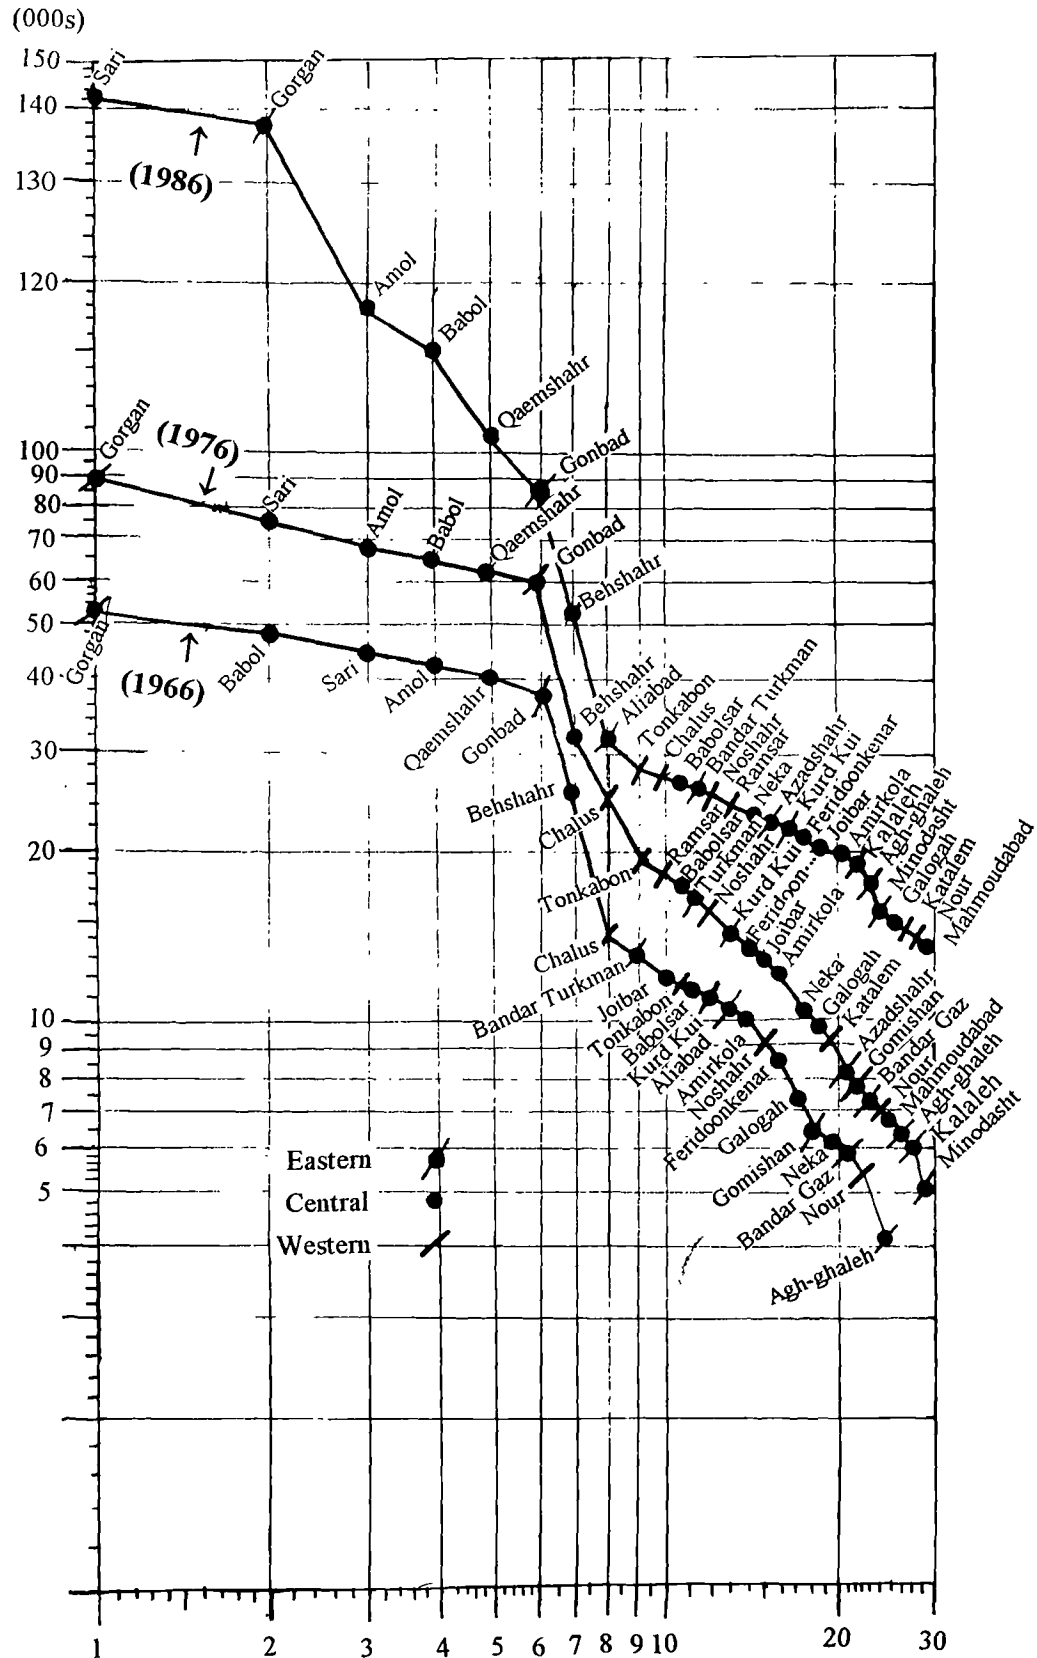 (000s)
150
140
130
120
100
90
80
70
60
50
40
30
20
10
9
8
7
6
5
Sari
Gorgan
(1986)
Amol
Babol
Qaemshahr
Gonbad
Behshahr
Aliabad
Tonkabon
Chalus
Babolsar
Bandar Turkman
Noshahr
Ramsar
Neka
Azadshahr
Kurd Kui
Feridoonkenar
Joibar
Amirkola
Kalaleh
Agh-ghaleh
Minodasht
Galogah
Katalem
Nour
Mahmoudabad
Gorgan
(1976)
Sari
Amol
Babol
Qaemshahr
Gonbad
Behshahr
Chalus
Tonkabon
Ramsar
Babolsar
Turkman
Noshahr
Kurd Kui
Feridoon...
Joibar
Amirkola
Neka
Galogah
Katalem
Azadshahr
Gomishan
Bandar Gaz
Nour
Mahmoudabad
Agh-ghaleh
Kalaleh
Minodasht
Gorgan
(1966)
Babol
Sari
Amol
Qaemshahr
Gonbad
Behshahr
Chalus
Bandar Turkman
Joibar
Tonkabon
Babolsar
Kurd Kui
Aliabad
Amirkola
Noshahr
Feridoonkenar
Galogah
Gomishan
Neka
Bandar Gaz
Nour
Agh-ghaleh
Eastern
Central
Western
1 2 3 4 5 6 7 8 9 10 20 30